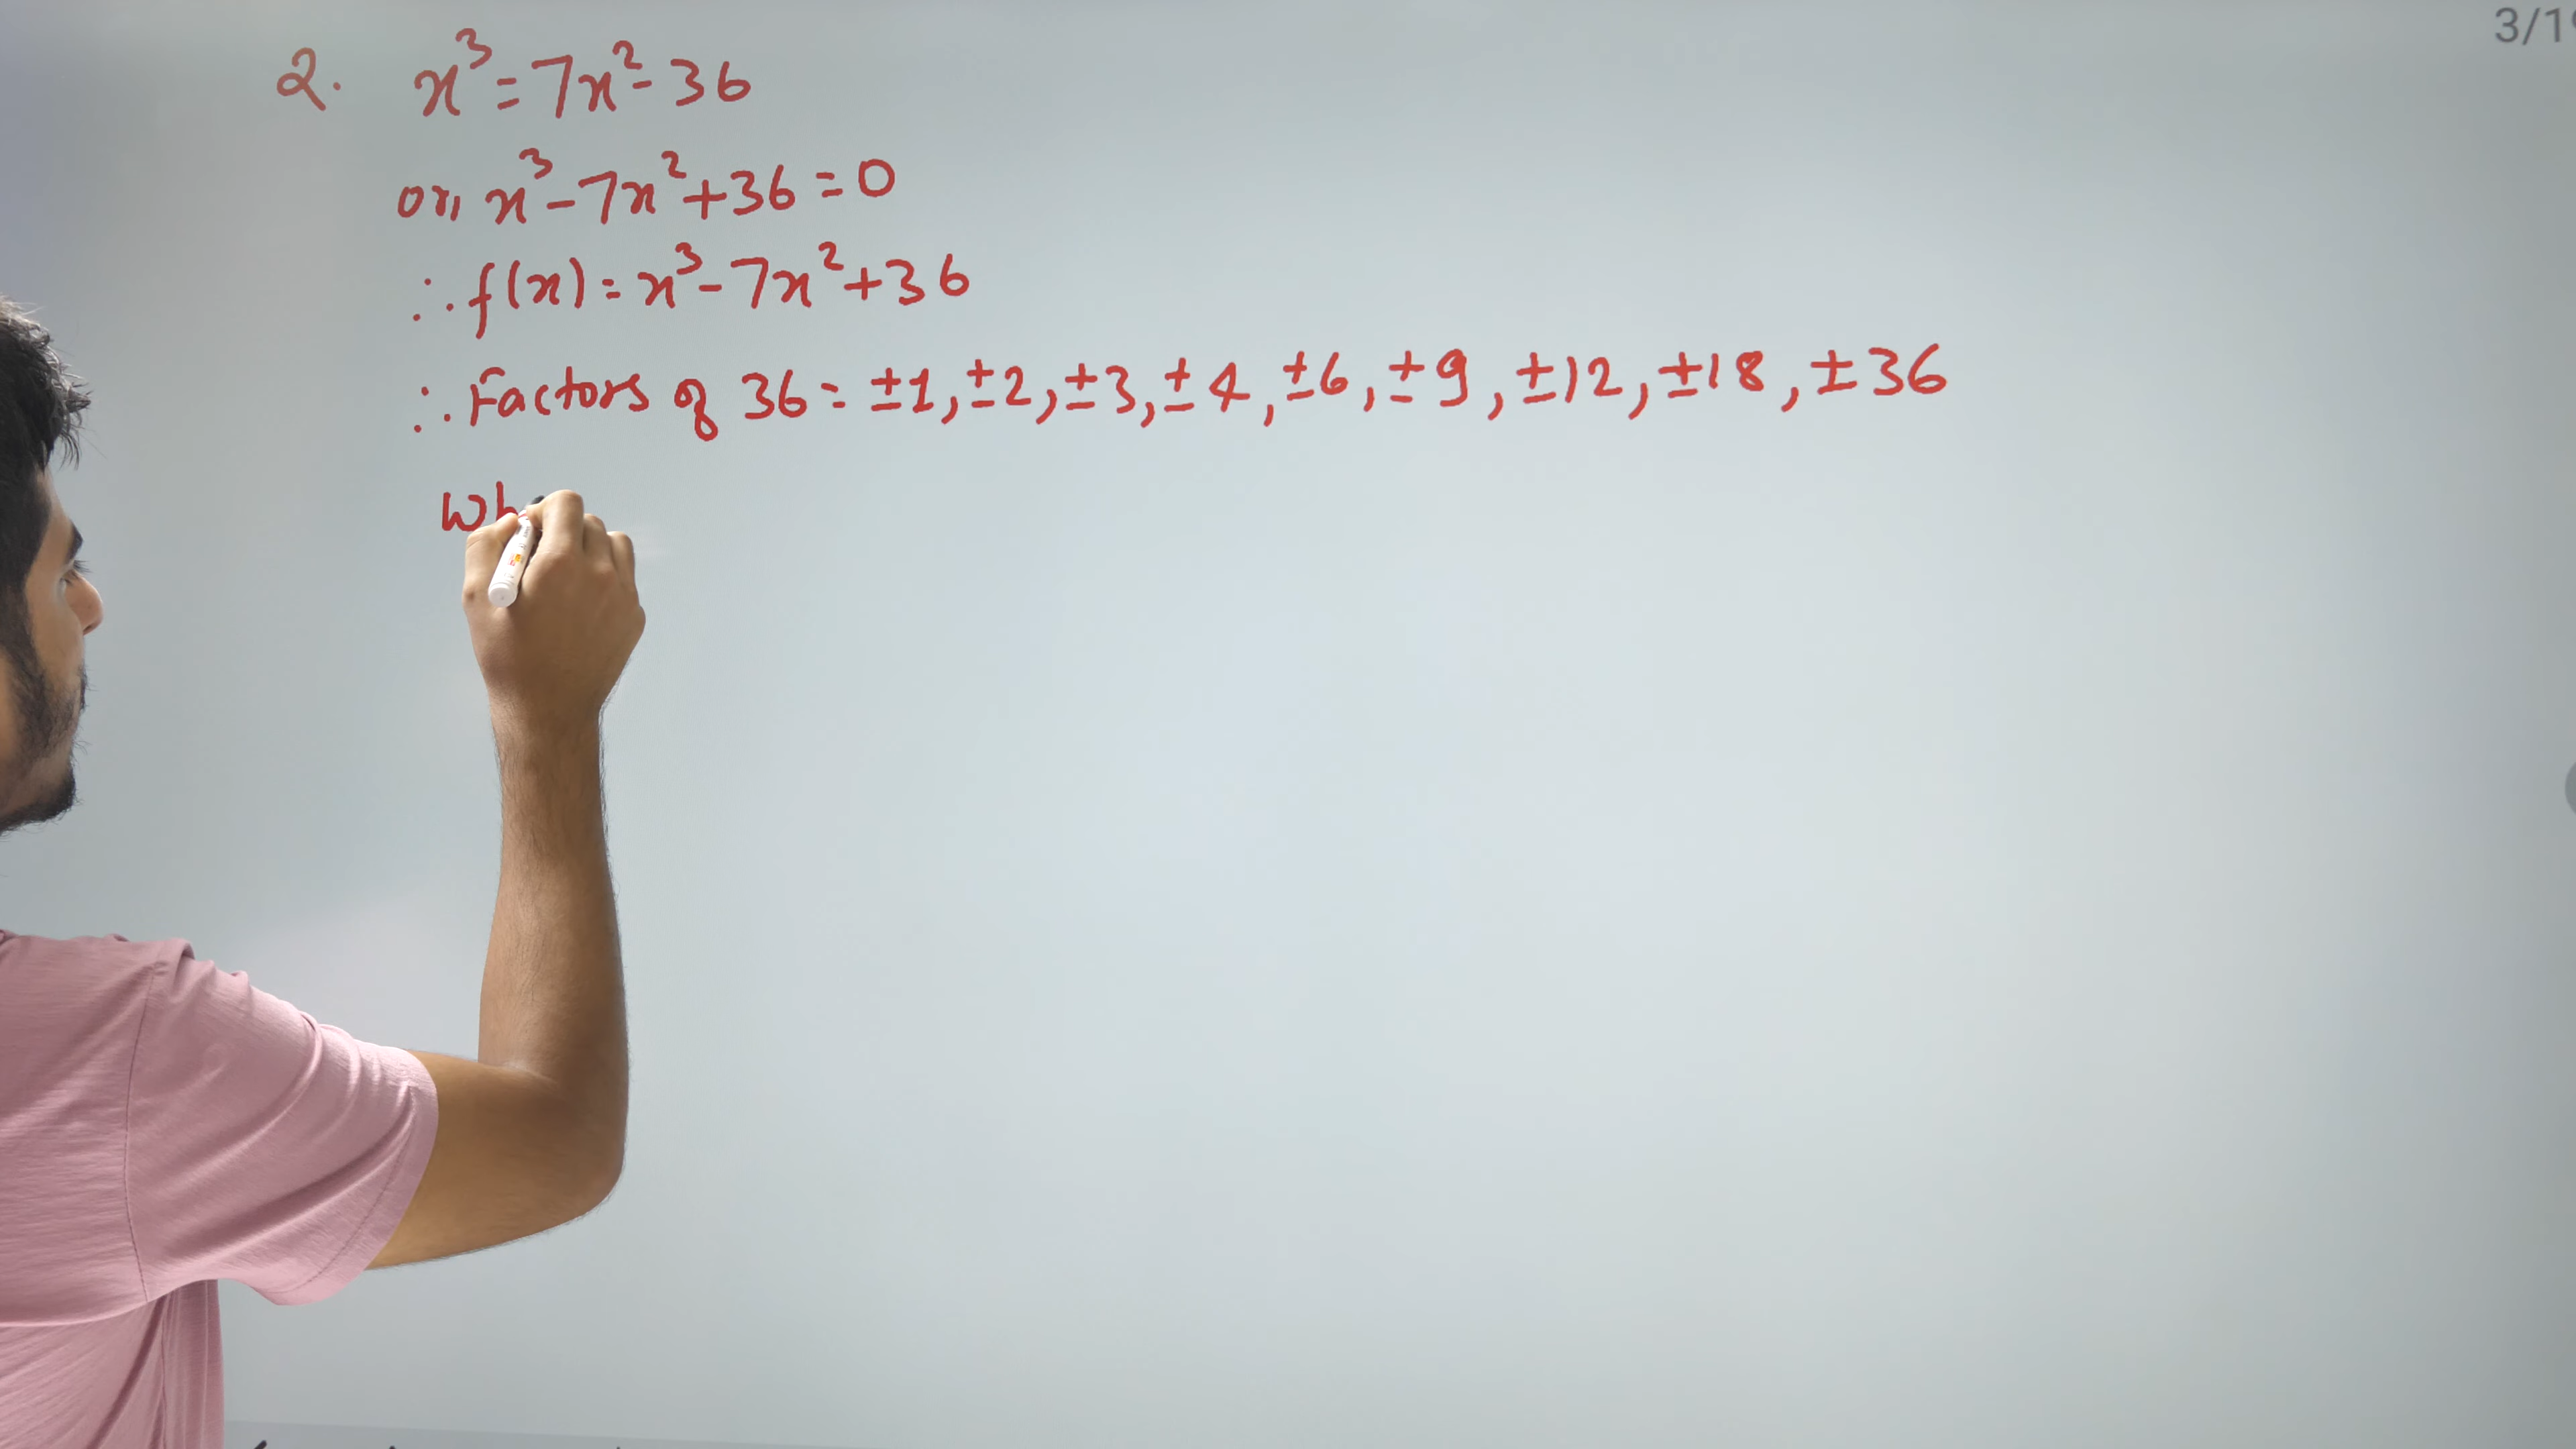 3/19
2. x³ = 7x² - 36
or, x³ - 7x² + 36 = 0
∴ f(x) = x³ - 7x² + 36
∴ Factors of 36 = ±1, ±2, ±3, ±4, ±6, ±9, ±12, ±18, ±36
Wh